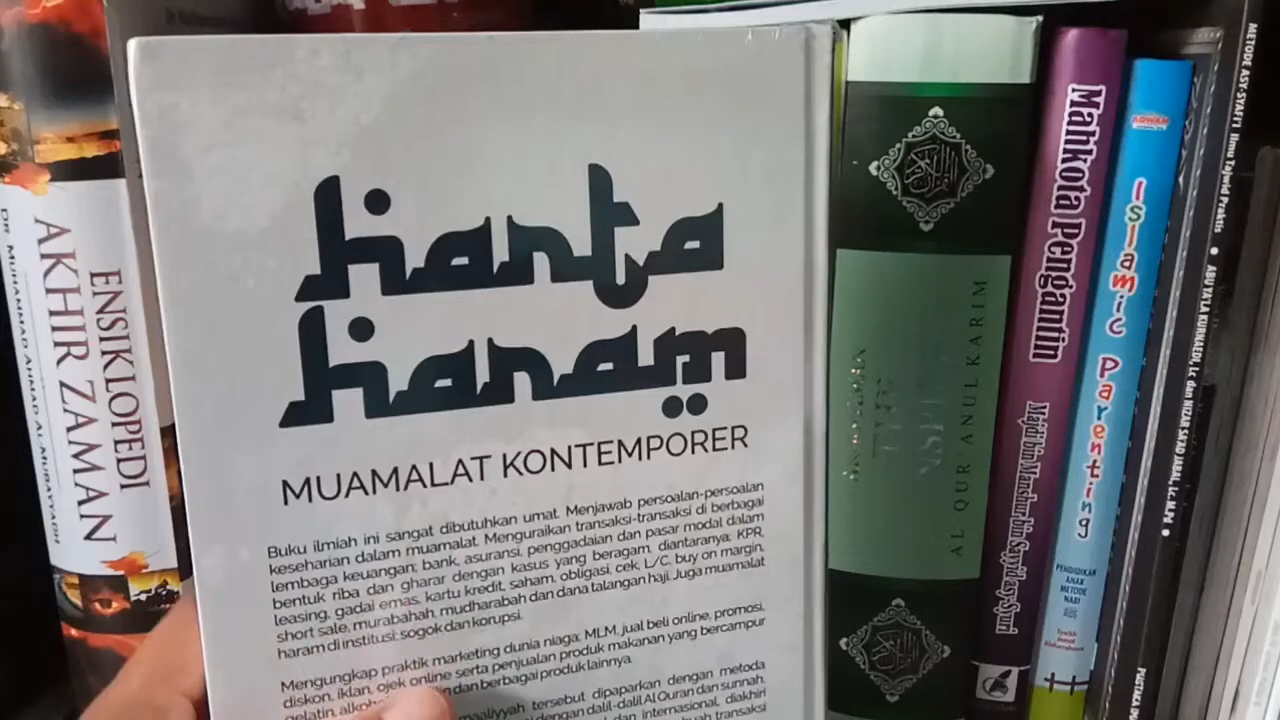 ENSIKLOPEDI
AKHIR ZAMAN
DR. MUHAMMAD AHMAD AL-MUBAYYADH
harta
haram
MUAMALAT KONTEMPORER
Buku ilmiah ini sangat dibutuhkan umat. Menjawab persoalan-persoalan
keseharian dalam muamalat. Menguraikan transaksi-transaksi di berbagai
lembaga keuangan; bank, asuransi, penggadaian dan pasar modal dalam
bentuk riba dan gharar dengan kasus yang beragam, diantaranya: KPR,
leasing, gadai emas, kartu kredit, saham, obligasi, cek, L/C, buy on margin,
short sale, murabahah, mudharabah dan dana talangan haji. Juga muamalat
haram di institusi: sogok dan korupsi.
Mengungkap praktik marketing dunia niaga; MLM, jual beli online, promosi,
diskon, iklan, ojek online serta penjualan produk makanan yang bercampur
gelatin, dan berbagai produk lainnya
tersebut dipaparkan dengan metoda
dengan dalil-dalil Al Quran dan sunnah,
dan internasional, diakhiri
transaksi
AL-QUR'ANUL KARIM
Mahkota Pengantin
Majdi bin Manshur bin Sayyid asy-Syuri
AQWAM
Islamic Parenting
PENDIDIKAN
ANAK
METODE
NABI
METODE ASY-SYAFI'I Ilmu Tajwid Praktis • ABU YA'LA KURNAEDI, Lc dan NIZAR SA'AD JABAL, Lc, M.Pd •
PUSTAKA